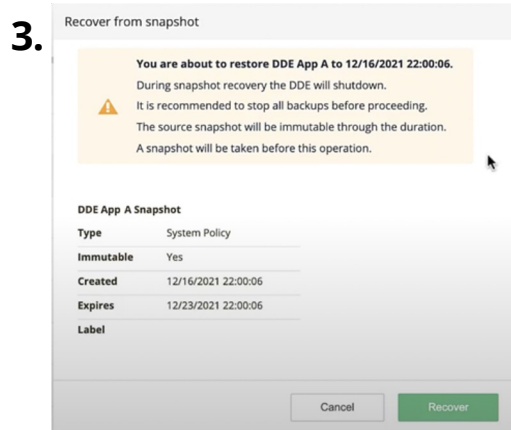 3.
Recover from snapshot
You are about to restore DDE App A to 12/16/2021 22:00:06.
During snapshot recovery the DDE will shutdown.
It is recommended to stop all backups before proceeding.
The source snapshot will be immutable through the duration.
A snapshot will be taken before this operation.
DDE App A Snapshot
Type System Policy
Immutable Yes
Created 12/16/2021 22:00:06
Expires 12/23/2021 22:00:06
Label
Cancel Recover